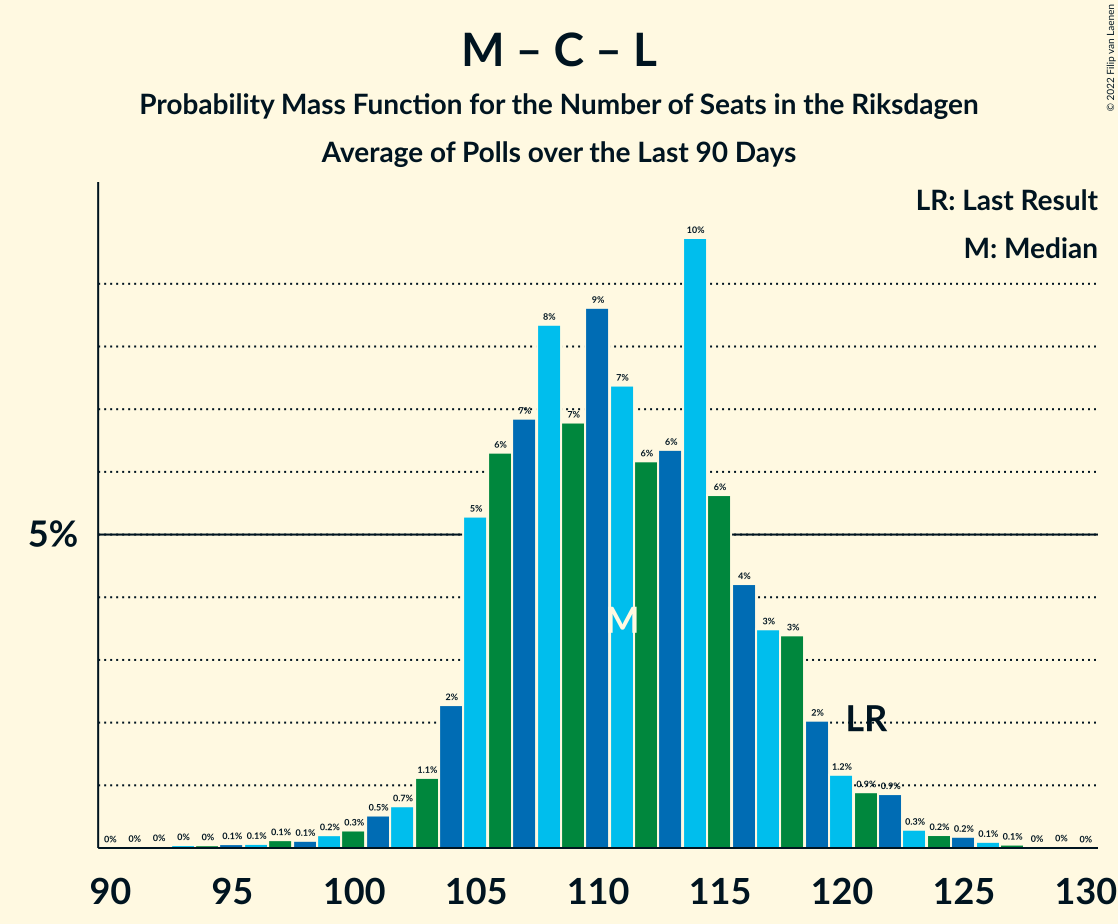 M – C – L
Probability Mass Function for the Number of Seats in the Riksdagen
Average of Polls over the Last 90 Days
© 2022 Filip van Laenen
LR: Last Result
M: Median
5%
0% 0% 0% 0% 0% 0.1% 0.1% 0.1% 0.1% 0.2% 0.3% 0.5% 0.7% 1.1% 2% 5% 6% 7% 8% 7% 9% 7% 6% 6% 10% 6% 4% 3% 3% 2% 1.2% 0.9% 0.9% 0.3% 0.2% 0.2% 0.1% 0.1% 0% 0% 0%
M
LR
90 95 100 105 110 115 120 125 130